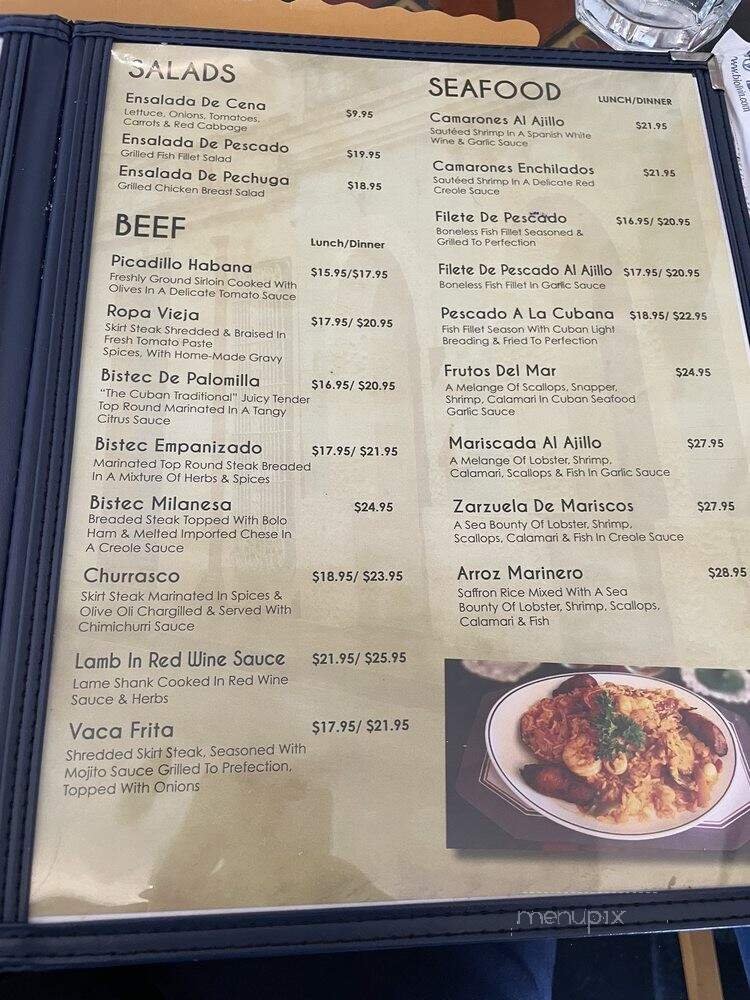 SALADS
Ensalada De Cena $9.95
Lettuce, Onions, Tomatoes,
Carrots & Red Cabbage
Ensalada De Pescado $19.95
Grilled Fish Fillet Salad
Ensalada De Pechuga $18.95
Grilled Chicken Breast Salad
BEEF
Lunch/Dinner
Picadillo Habana $15.95/$17.95
Freshly Ground Sirloin Cooked With
Olives In A Delicate Tomato Sauce
Ropa Vieja $17.95/ $20.95
Skirt Steak Shredded & Braised In
Fresh Tomato Paste
Spices, With Home-Made Gravy
Bistec De Palomilla $16.95/ $20.95
"The Cuban Traditional" Juicy Tender
Top Round Marinated In A Tangy
Citrus Sauce
Bistec Empanizado $17.95/ $21.95
Marinated Top Round Steak Breaded
In A Mixture Of Herbs & Spices
Bistec Milanesa $24.95
Breaded Steak Topped With Bolo
Ham & Melted Imported Chese In
A Creole Sauce
Churrasco $18.95/ $23.95
Skirt Steak Marinated In Spices &
Olive Oli Chargilled & Served With
Chimichurri Sauce
Lamb In Red Wine Sauce $21.95/ $25.95
Lame Shank Cooked In Red Wine
Sauce & Herbs
Vaca Frita $17.95/ $21.95
Shredded Skirt Steak, Seasoned With
Mojito Sauce Grilled To Prefection,
Topped With Onions
SEAFOOD LUNCH/DINNER
Camarones Al Ajillo $21.95
Sautéed Shrimp In A Spanish White
Wine & Garlic Sauce
Camarones Enchilados $21.95
Sautéed Shrimp In A Delicate Red
Creole Sauce
Filete De Pescado $16.95/ $20.95
Boneless Fish Fillet Seasoned &
Grilled To Perfection
Filete De Pescado Al Ajillo $17.95/ $20.95
Boneless Fish Fillet In Garlic Sauce
Pescado A La Cubana $18.95/ $22.95
Fish Fillet Season With Cuban Light
Breading & Fried To Perfection
Frutos Del Mar $24.95
A Melange Of Scallops, Snapper,
Shrimp, Calamari In Cuban Seafood
Garlic Sauce
Mariscada Al Ajillo $27.95
A Melange Of Lobster, Shrimp,
Calamari, Scallops & Fish In Garlic Sauce
Zarzuela De Mariscos $27.95
A Sea Bounty Of Lobster, Shrimp,
Scallops, Calamari & Fish In Creole Sauce
Arroz Marinero $28.95
Saffron Rice Mixed With A Sea
Bounty Of Lobster, Shrimp, Scallops,
Calamari & Fish
menupix